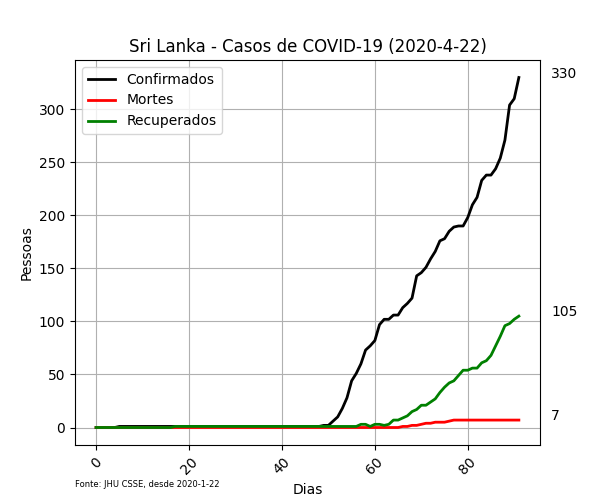 Sri Lanka - Casos de COVID-19 (2020-4-22)
Confirmados
Mortes
Recuperados
330
300
250
200
150
100
50
0
105
7
Pessoas
0 20 40 60 80
Dias
Fonte: JHU CSSE, desde 2020-1-22